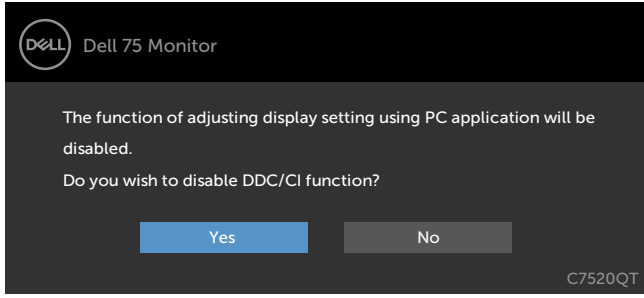 DELL Dell 75 Monitor
The function of adjusting display setting using PC application will be
disabled.
Do you wish to disable DDC/CI function?
Yes No
C7520QT